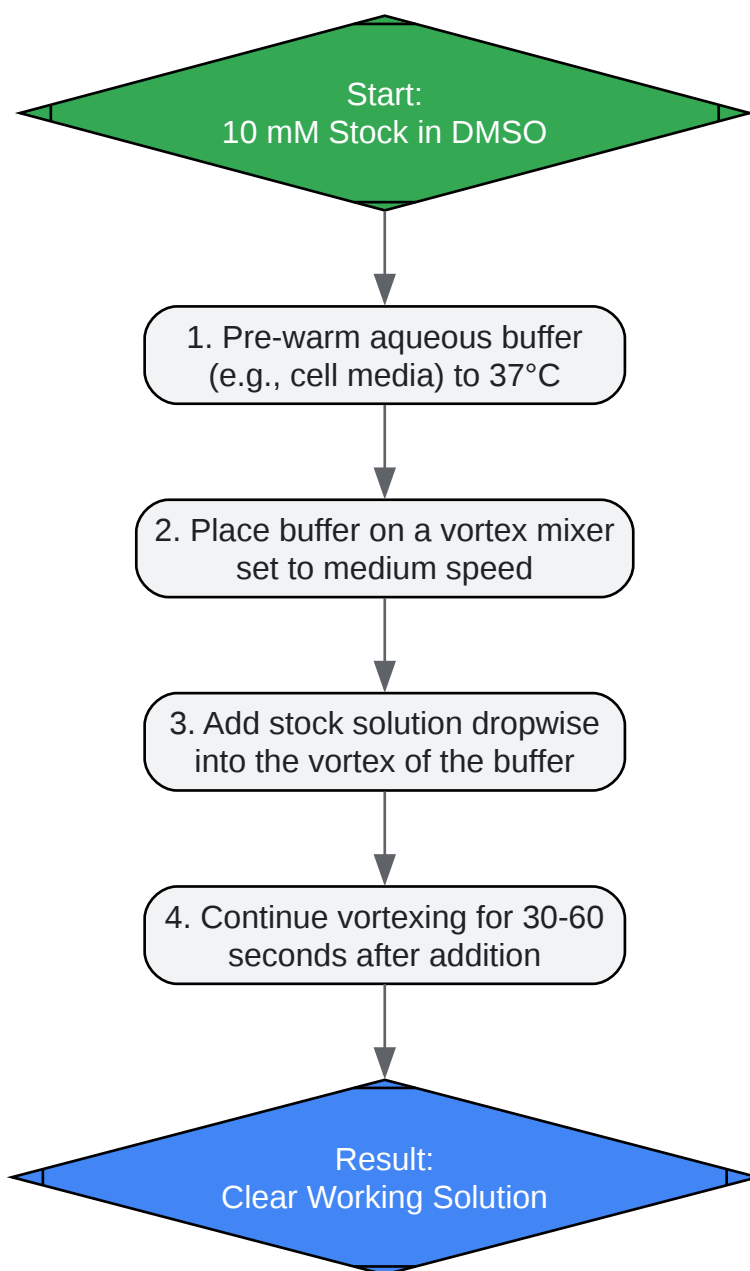 Start:
10 mM Stock in DMSO
1. Pre-warm aqueous buffer
(e.g., cell media) to 37°C
2. Place buffer on a vortex mixer
set to medium speed
3. Add stock solution dropwise
into the vortex of the buffer
4. Continue vortexing for 30-60
seconds after addition
Result:
Clear Working Solution